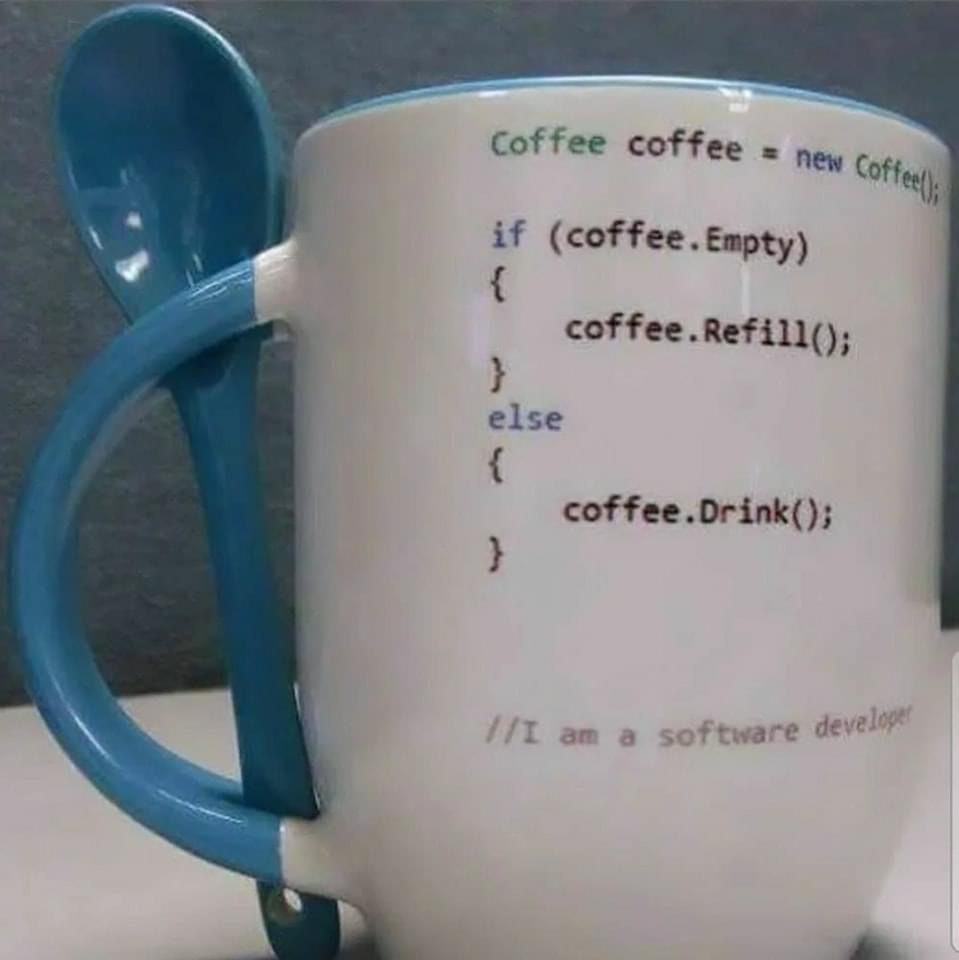 Coffee coffee = new Coffee();
if (coffee.Empty)
{
coffee.Refill();
}
else
{
coffee.Drink();
}
//I am a software developer